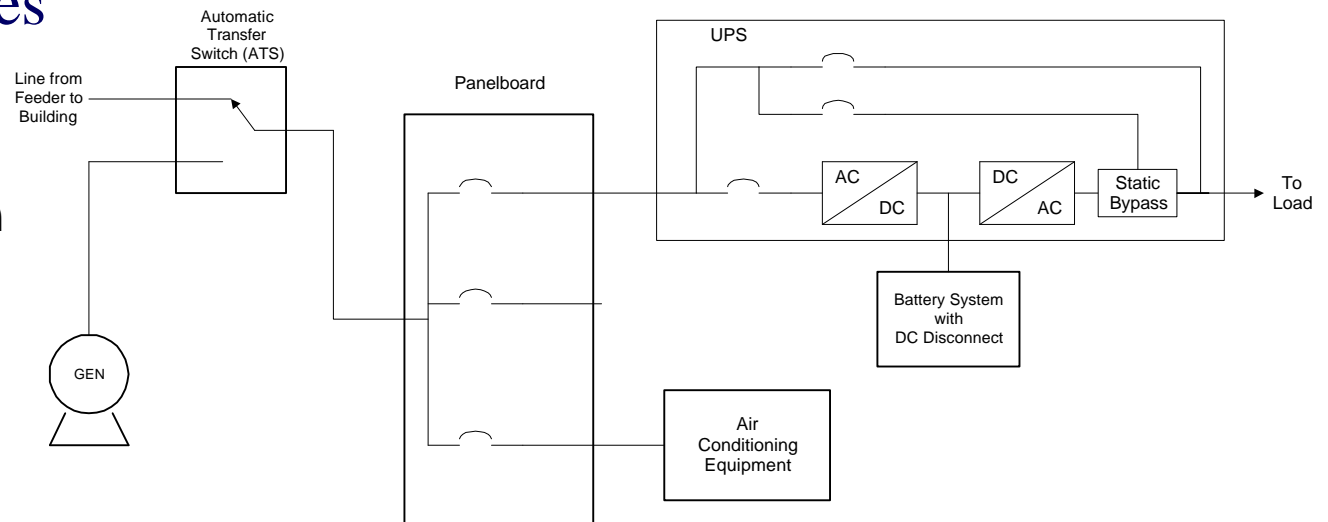 es
Automatic
Transfer
Switch (ATS)
Line from
Feeder to
Building
Panelboard
UPS
AC
DC
DC
AC
Static
Bypass
To
Load
Battery System
with
DC Disconnect
GEN
Air
Conditioning
Equipment